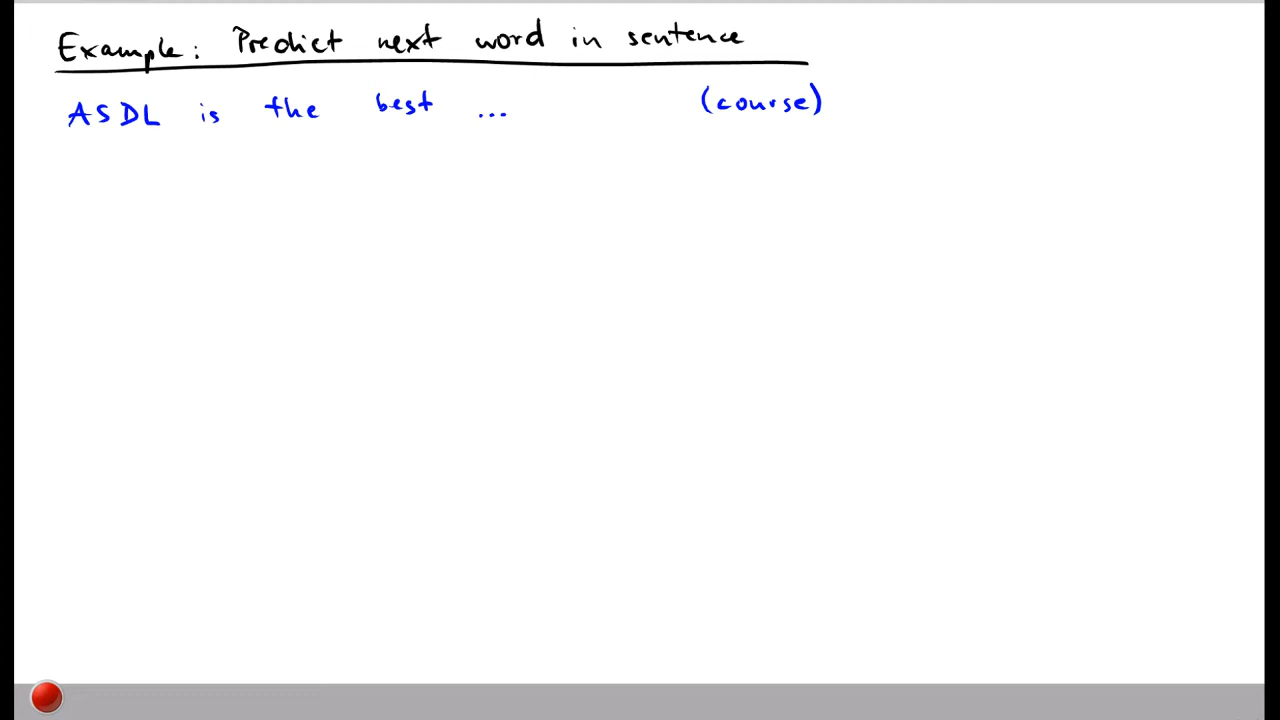 Example: Predict next word in sentence
ASDL is the best ... (course)